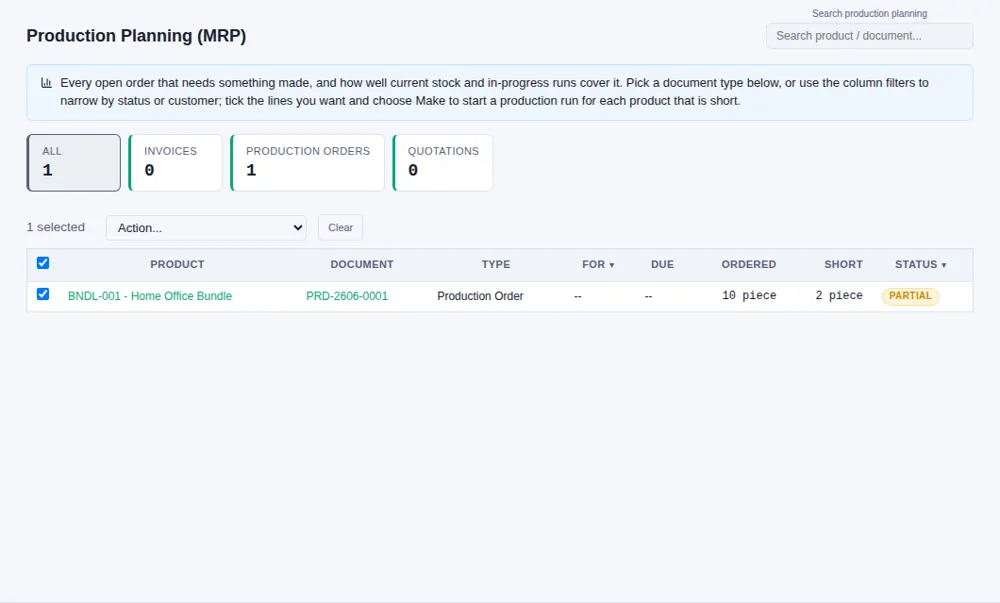 Search production planning
Production Planning (MRP)
Search product / document...
Every open order that needs something made, and how well current stock and in-progress runs cover it. Pick a document type below, or use the column filters to
narrow by status or customer; tick the lines you want and choose Make to start a production run for each product that is short.
ALL
1
INVOICES
0
PRODUCTION ORDERS
1
QUOTATIONS
0
1 selected Action... Clear
PRODUCT DOCUMENT TYPE FOR ▾ DUE ORDERED SHORT STATUS ▾
BNDL-001 - Home Office Bundle PRD-2606-0001 Production Order -- -- 10 piece 2 piece PARTIAL